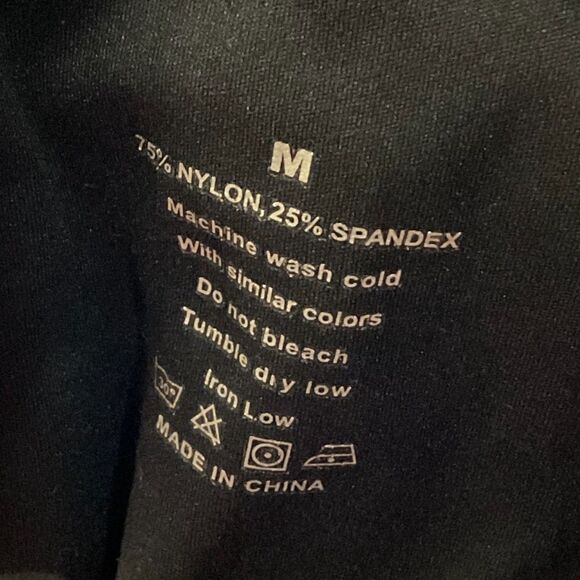 M
75% NYLON, 25% SPANDEX
Machine wash cold
With similar colors
Do not bleach
Tumble dry low
Iron Low
30°
MADE IN CHINA